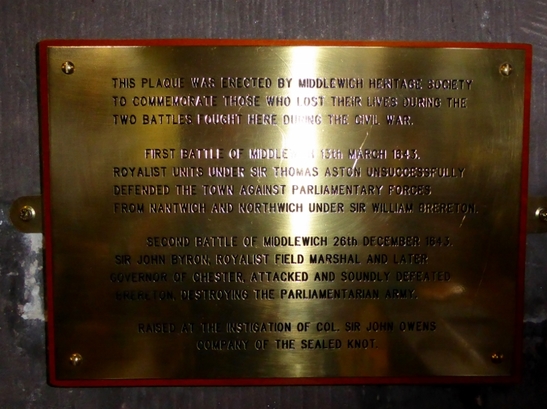 THIS PLAQUE WAS ERECTED BY MIDDLEWICH HERITAGE SOCIETY
TO COMMEMORATE THOSE WHO LOST THEIR LIVES DURING THE
TWO BATTLES FOUGHT HERE DURING THE CIVIL WAR.
FIRST BATTLE OF MIDDLEWICH 13th MARCH 1643.
ROYALIST UNITS UNDER SIR THOMAS ASTON UNSUCCESSFULLY
DEFENDED THE TOWN AGAINST PARLIAMENTARY FORCES
FROM NANTWICH AND NORTHWICH UNDER SIR WILLIAM BRERETON.
SECOND BATTLE OF MIDDLEWICH 26th DECEMBER 1643.
SIR JOHN BYRON, ROYALIST FIELD MARSHAL AND LATER
GOVERNOR OF CHESTER, ATTACKED AND SOUNDLY DEFEATED
BRERETON, DESTROYING THE PARLIAMENTARIAN ARMY.
RAISED AT THE INSTIGATION OF COL. SIR JOHN OWENS
COMPANY OF THE SEALED KNOT.